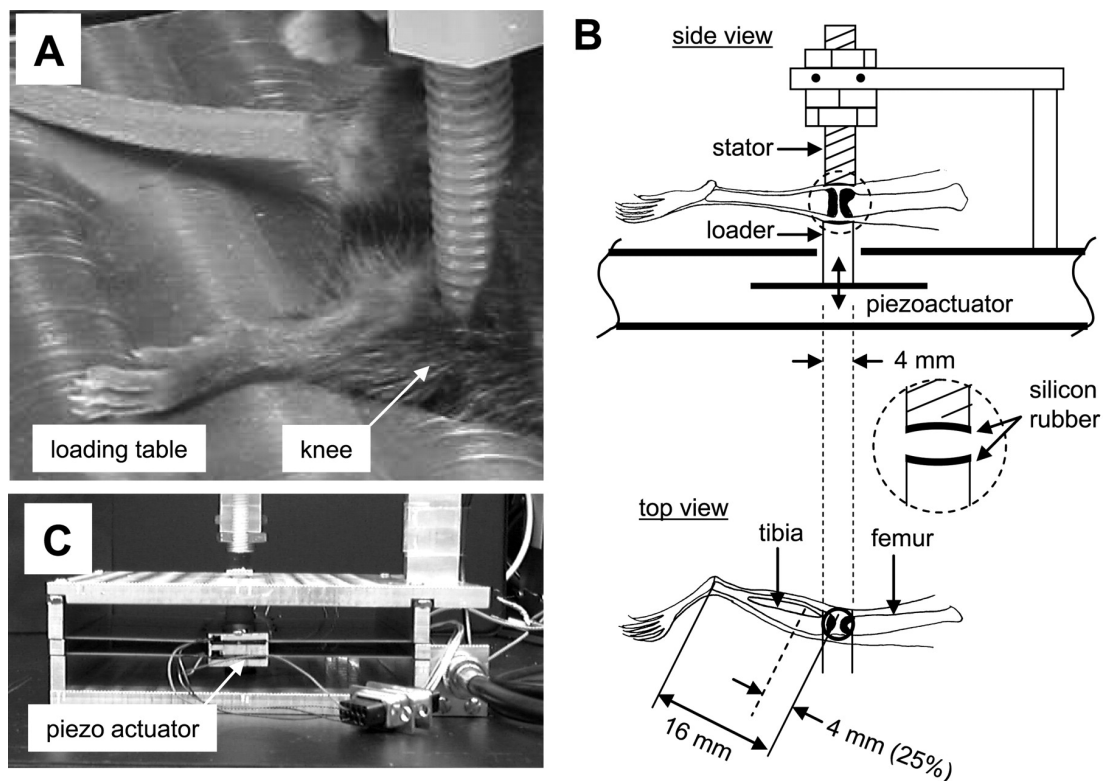 A
knee
loading table
C
piezo actuator
B
side view
stator
loader
piezoactuator
4 mm
silicon
rubber
top view
tibia
femur
16 mm
4 mm (25%)